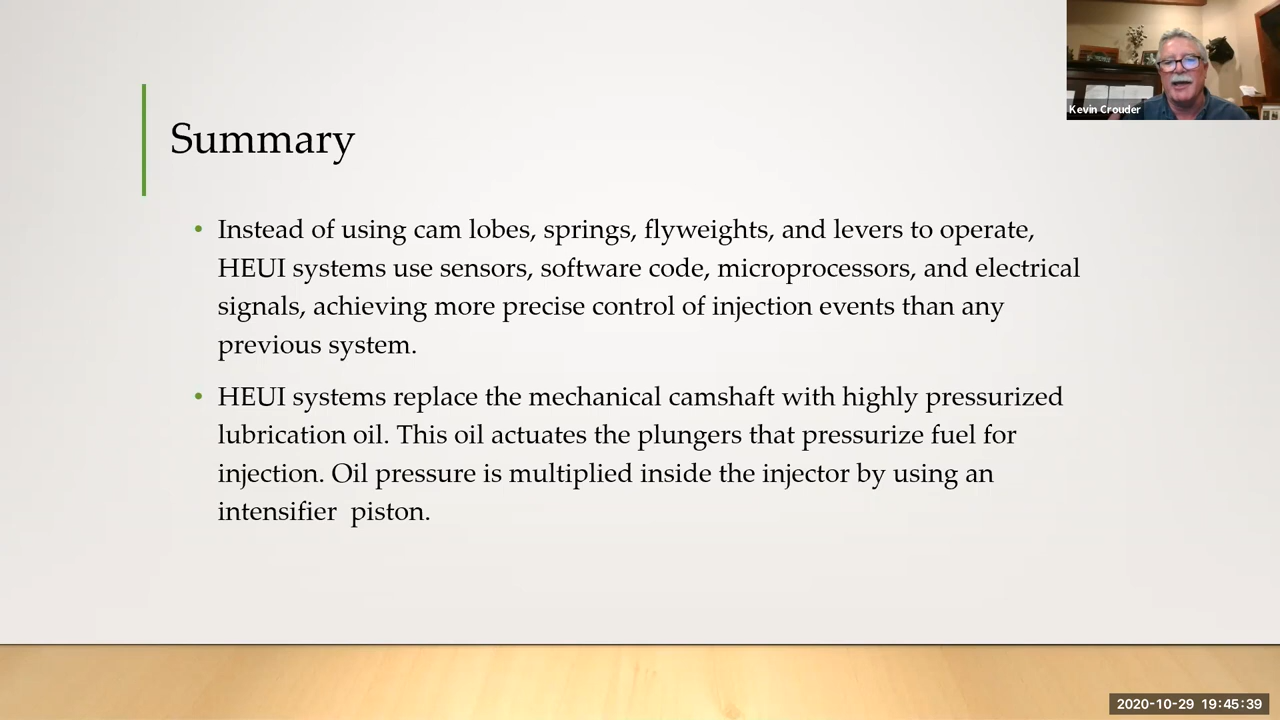 Kevin Crouder
Summary
• Instead of using cam lobes, springs, flyweights, and levers to operate,
HEUI systems use sensors, software code, microprocessors, and electrical
signals, achieving more precise control of injection events than any
previous system.
• HEUI systems replace the mechanical camshaft with highly pressurized
lubrication oil. This oil actuates the plungers that pressurize fuel for
injection. Oil pressure is multiplied inside the injector by using an
intensifier  piston.
2020-10-29 19:45:39